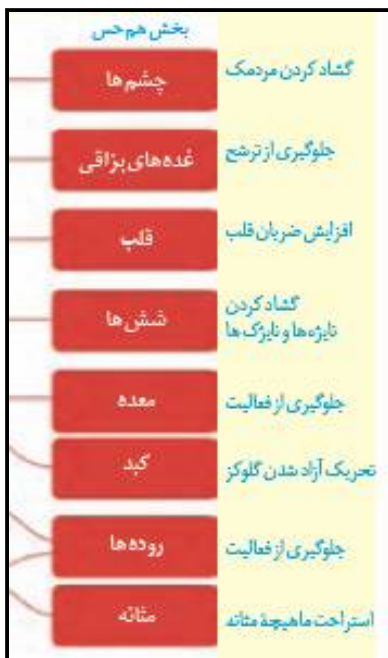 بخش هم حس
گشاد کردن مردمک
چشم ها
جلوگیری از ترشح
غده های بزاقی
افزایش ضربان قلب
قلب
گشاد کردن
نایژه ها و نایژک ها
شش ها
جلوگیری از فعالیت
معده
تحریک آزاد شدن گلوکز
کبد
جلوگیری از فعالیت
روده ها
استراحت ماهیچهٔ مثانه
مثانه